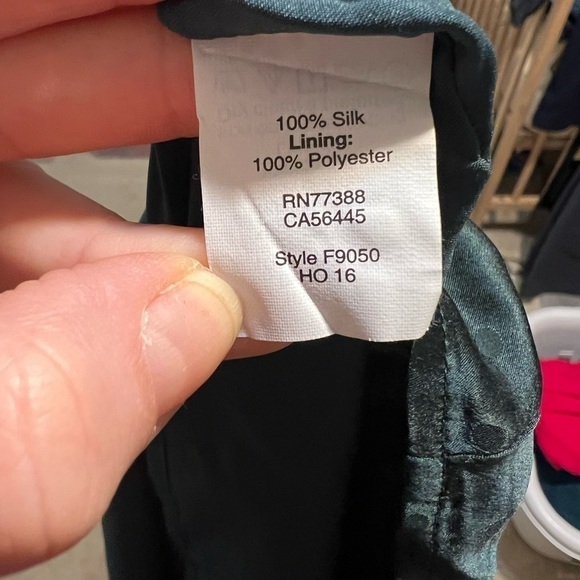 100% Silk
Lining:
100% Polyester
RN77388
CA56445
Style F9050
HO 16